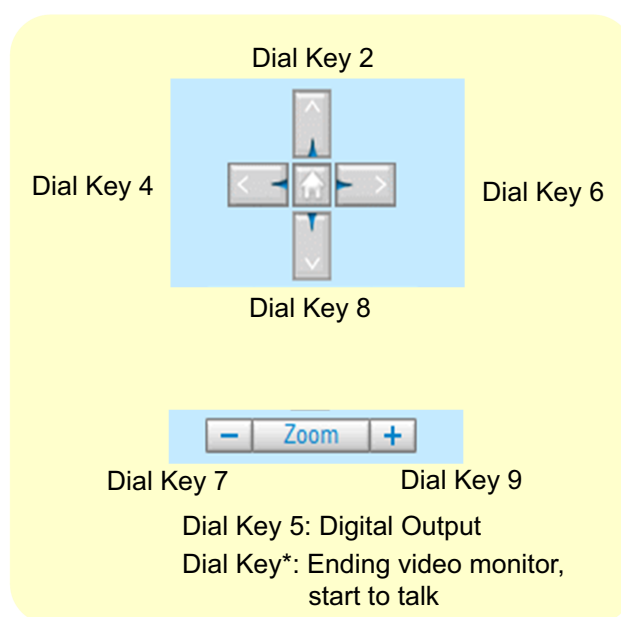 Dial Key 2
Dial Key 4
Dial Key 6
Dial Key 8
Zoom
Dial Key 7
Dial Key 9
Dial Key 5: Digital Output
Dial Key*: Ending video monitor,
start to talk